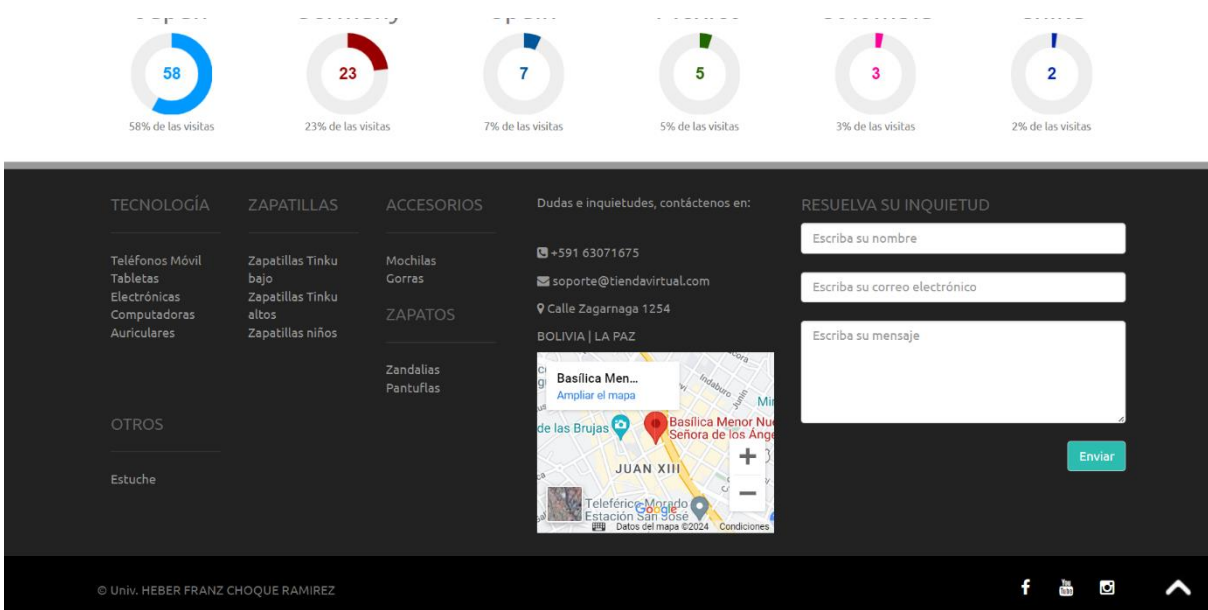 58
23
7
5
3
2
58% de las visitas
23% de las visitas
7% de las visitas
5% de las visitas
3% de las visitas
2% de las visitas
TECNOLOGÍA
Teléfonos Móvil
Tabletas
Electrónicas
Computadoras
Auriculares
ZAPATILLAS
Zapatillas Tinku
bajo
Zapatillas Tinku
altos
Zapatillas niños
ACCESORIOS
Mochilas
Gorras
ZAPATOS
Zandalias
Pantuflas
OTROS
Estuche
Dudas e inquietudes, contáctenos en:
+591 63071675
soporte@tiendavirtual.com
Calle Zagarnaga 1254
BOLIVIA | LA PAZ
Basílica Men...
Ampliar el mapa
Indaburo
Junín
de las Brujas
Basílica Menor Nu
Señora de los Ánge
JUAN XIII
Teleférico Morado
Estación San José
Google
Datos del mapa ©2024
Condiciones
RESUELVA SU INQUIETUD
Escriba su nombre
Escriba su correo electrónico
Escriba su mensaje
Enviar
© Univ. HEBER FRANZ CHOQUE RAMIREZ
f
You
Tube